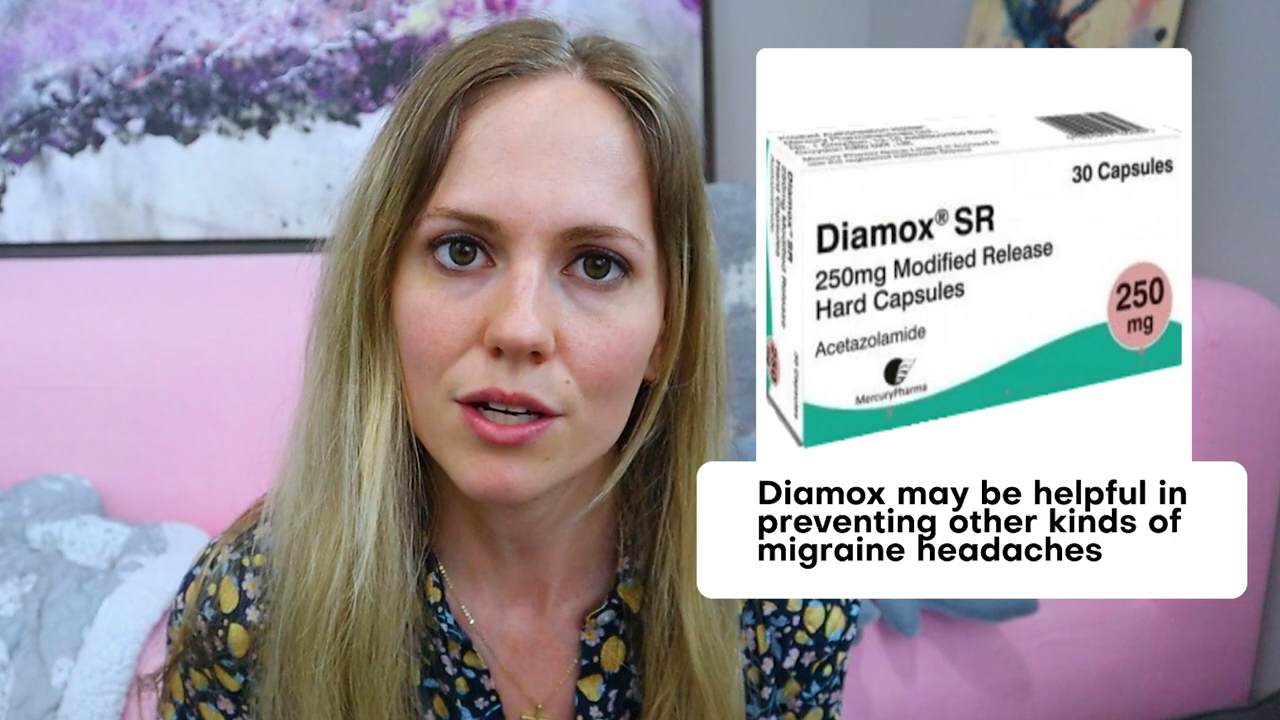 30 Capsules
Diamox® SR
250mg Modified Release
Hard Capsules
250
mg
Acetazolamide
MercuryPharma
Diamox may be helpful in
preventing other kinds of
migraine headaches